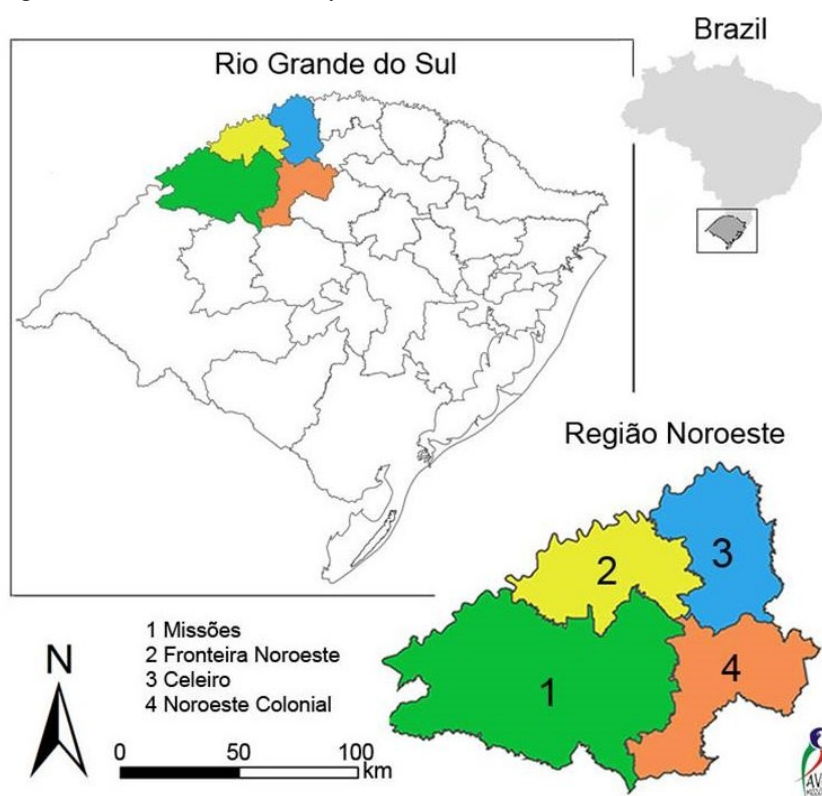 Brazil
Rio Grande do Sul
Região Noroeste
1
2
3
4
1 Missões
2 Fronteira Noroeste
3 Celeiro
4 Noroeste Colonial
N
0 50 100
km